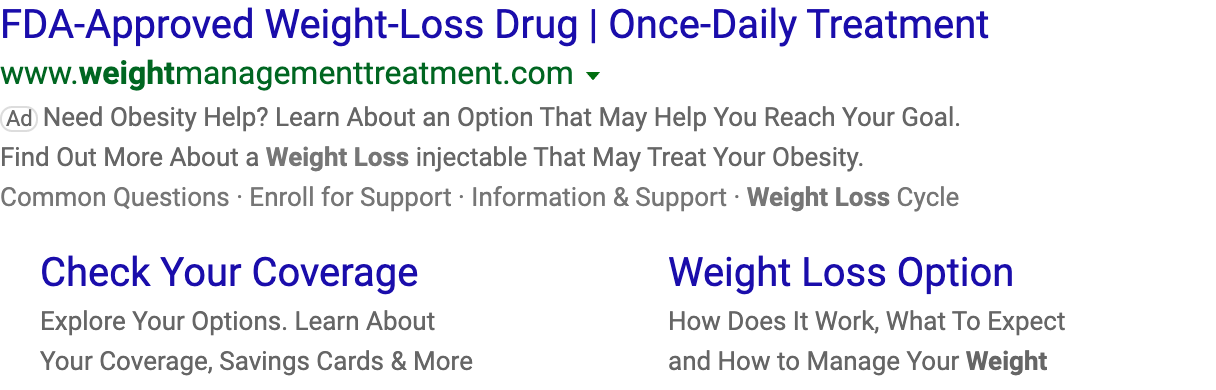 FDA-Approved Weight-Loss Drug | Once-Daily Treatment
www.weightmanagementtreatment.com
Ad Need Obesity Help? Learn About an Option That May Help You Reach Your Goal.
Find Out More About a Weight Loss injectable That May Treat Your Obesity.
Common Questions · Enroll for Support · Information & Support · Weight Loss Cycle
Check Your Coverage
Explore Your Options. Learn About
Your Coverage, Savings Cards & More
Weight Loss Option
How Does It Work, What To Expect
and How to Manage Your Weight